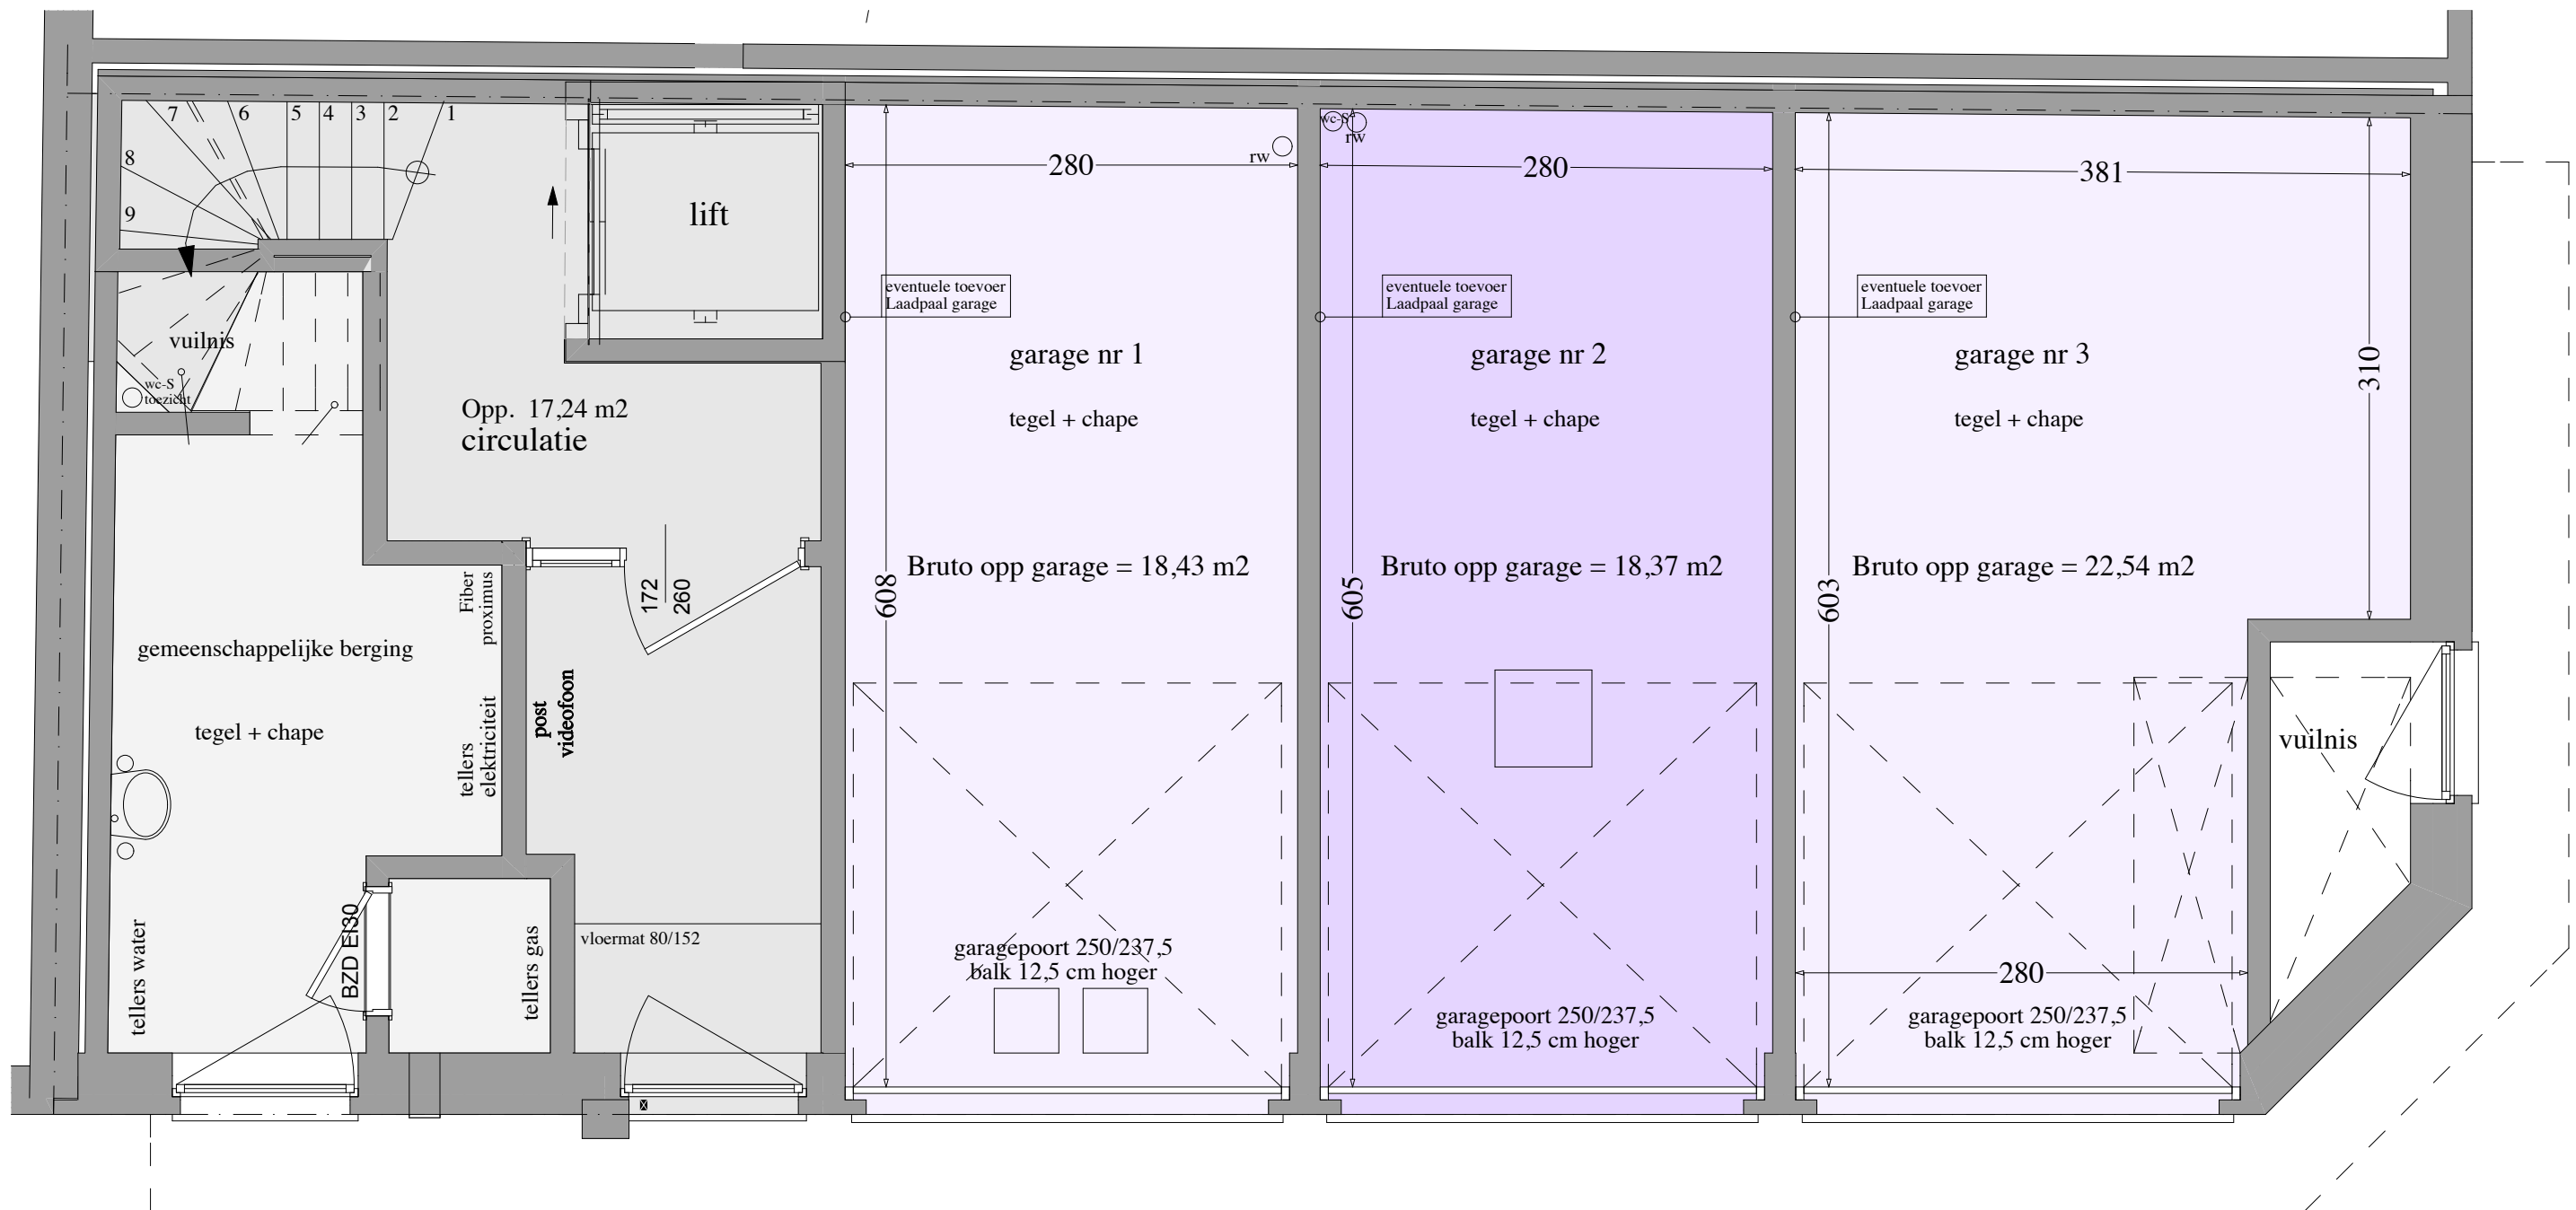 7
6
5
4
3
2
1
8
9
lift
vuilnis
wc-S
toezicht
Opp. 17,24 m2
circulatie
172
260
Fiber
proximus
gemeenschappelijke berging
tegel + chape
tellers
elektriciteit
post
videofoon
tellers water
BZD EI30
tellers gas
vloermat 80/152
280
rw
608
eventuele toevoer
Laadpaal garage
garage nr 1
tegel + chape
Bruto opp garage = 18,43 m2
garagepoort 250/237,5
balk 12,5 cm hoger
wc-S
rw
280
605
eventuele toevoer
Laadpaal garage
garage nr 2
tegel + chape
Bruto opp garage = 18,37 m2
garagepoort 250/237,5
balk 12,5 cm hoger
381
603
310
eventuele toevoer
Laadpaal garage
garage nr 3
tegel + chape
Bruto opp garage = 22,54 m2
280
garagepoort 250/237,5
balk 12,5 cm hoger
vuilnis